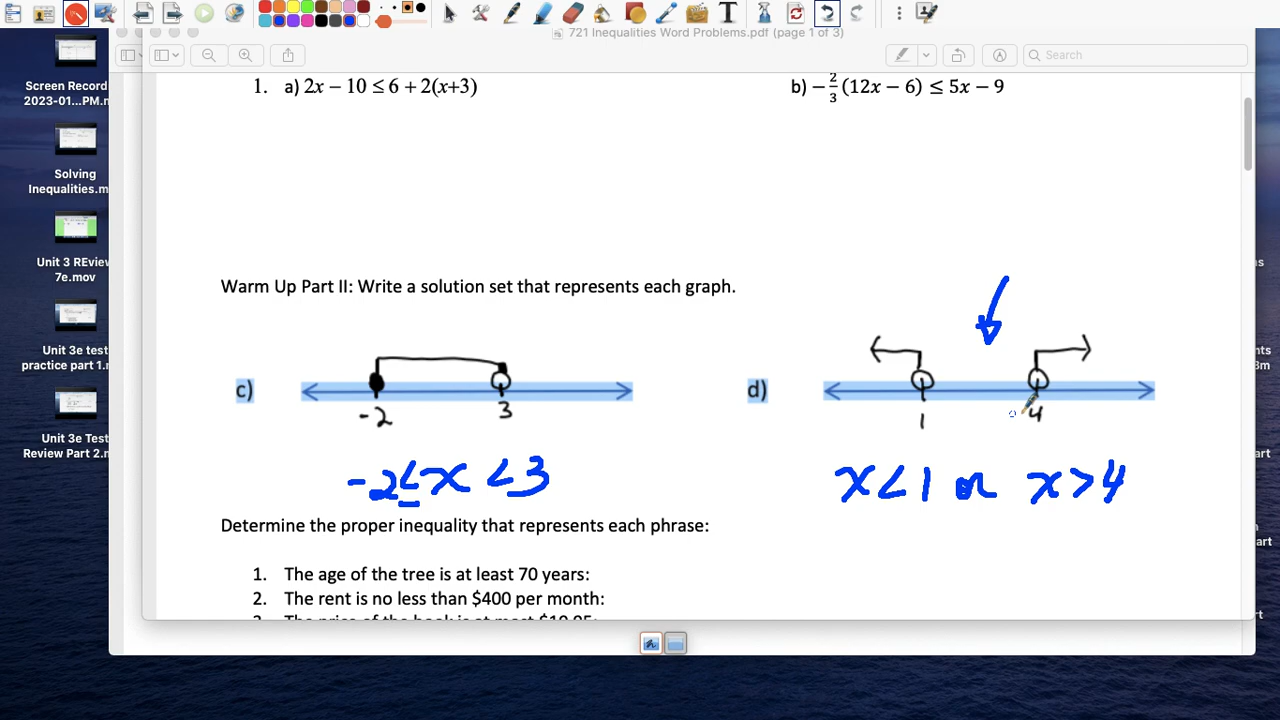 721 Inequalities Word Problems.pdf (page 1 of 3)
Search
Screen Record
2023-01...PM.n
Solving
Inequalities.m
Unit 3 REview
7e.mov
Unit 3e test
practice part 1.m
Unit 3e Test
Review Part 2.n
1. a) 2x − 10 ≤ 6 + 2(x+3)
b) −2/3 (12x − 6) ≤ 5x − 9
Warm Up Part II: Write a solution set that represents each graph.
c)
-2 3
-2 ≤ x < 3
d)
1 4
x < 1 or x > 4
Determine the proper inequality that represents each phrase:
1. The age of the tree is at least 70 years:
2. The rent is no less than $400 per month: